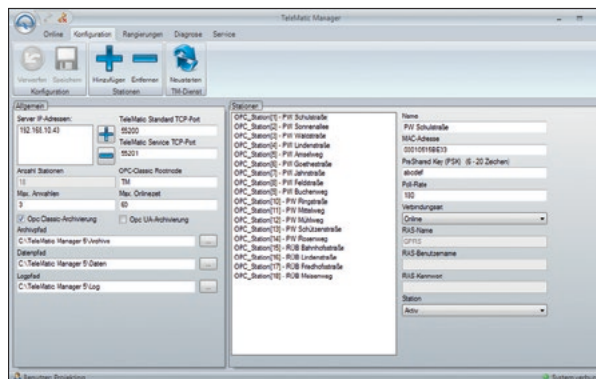 TeleMatic Manager
Online Konfiguration Rangierungen Diagnose Service
Verwerfen Speichern Hinzufügen Entfernen Neustarten
Konfiguration Stationen TM-Dienst
Allgemein
Server IP-Adressen:
192.168.10.43
TeleMatic Standard TCP-Port
55200
TeleMatic Service TCP-Port
55201
Anzahl Stationen
18
OPC-Classic Rootnode
TM
Max. Anwahlen
3
Max. Onlinezeit
60
Opc Classic-Archivierung
Opc UA-Archivierung
Archivpfad
C:\TeleMatic Manager 5\Archive
...
Datenpfad
C:\TeleMatic Manager 5\Daten
...
Logpfad
C:\TeleMatic Manager 5\Log
...
Stationen
OPC_Station[1] - PW Schulstraße
OPC_Station[2] - PW Sonnenallee
OPC_Station[3] - PW Waldstraße
OPC_Station[4] - PW Lindenstraße
OPC_Station[5] - PW Amselweg
OPC_Station[6] - PW Goethestraße
OPC_Station[7] - PW Jahnstraße
OPC_Station[8] - PW Feldstraße
OPC_Station[9] - PW Buchenweg
OPC_Station[10] - PW Ringstraße
OPC_Station[11] - PW Mittelweg
OPC_Station[12] - PW Mühlweg
OPC_Station[13] - PW Schützenstraße
OPC_Station[14] - PW Rosenweg
OPC_Station[15] - RÜB Bahnhofstraße
OPC_Station[16] - RÜB Lindenstraße
OPC_Station[17] - RÜB Friedhofstraße
OPC_Station[18] - RÜB Meisenweg
Name
PW Schulstraße
MAC-Adresse
PreShared Key (PSK) (6 - 20 Zeichen)
abcdef
Poll-Rate
180
Verbindungsart
Online
RAS-Name
GPRS
RAS-Benutzername
RAS-Kennwort
Station
Aktiv
Benutzer: Projekting
System verbun